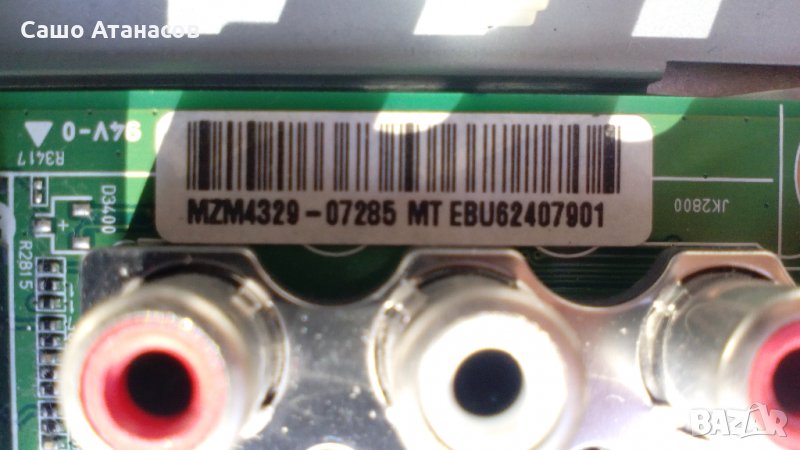 Сашо Атанасов
94V-0
R3417
MZM4329-07285 MT EBU62407901
D3400
JK2800
R2815
BAZAR